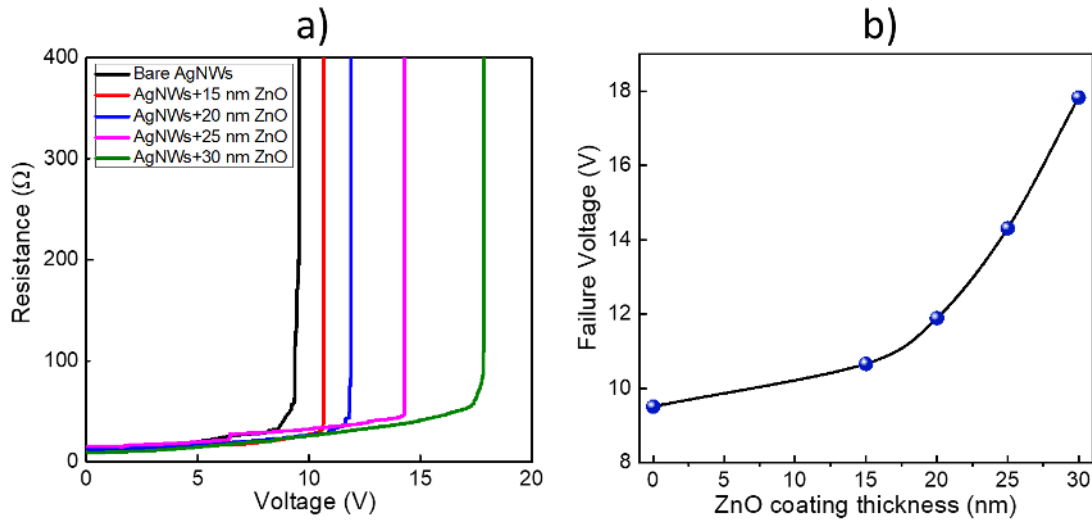 a)
400
300
200
100
0
Resistance (Ω)
Bare AgNWs
AgNWs+15 nm ZnO
AgNWs+20 nm ZnO
AgNWs+25 nm ZnO
AgNWs+30 nm ZnO
0 5 10 15 20
Voltage (V)
b)
18
16
14
12
10
8
Failure Voltage (V)
0 5 10 15 20 25 30
ZnO coating thickness (nm)